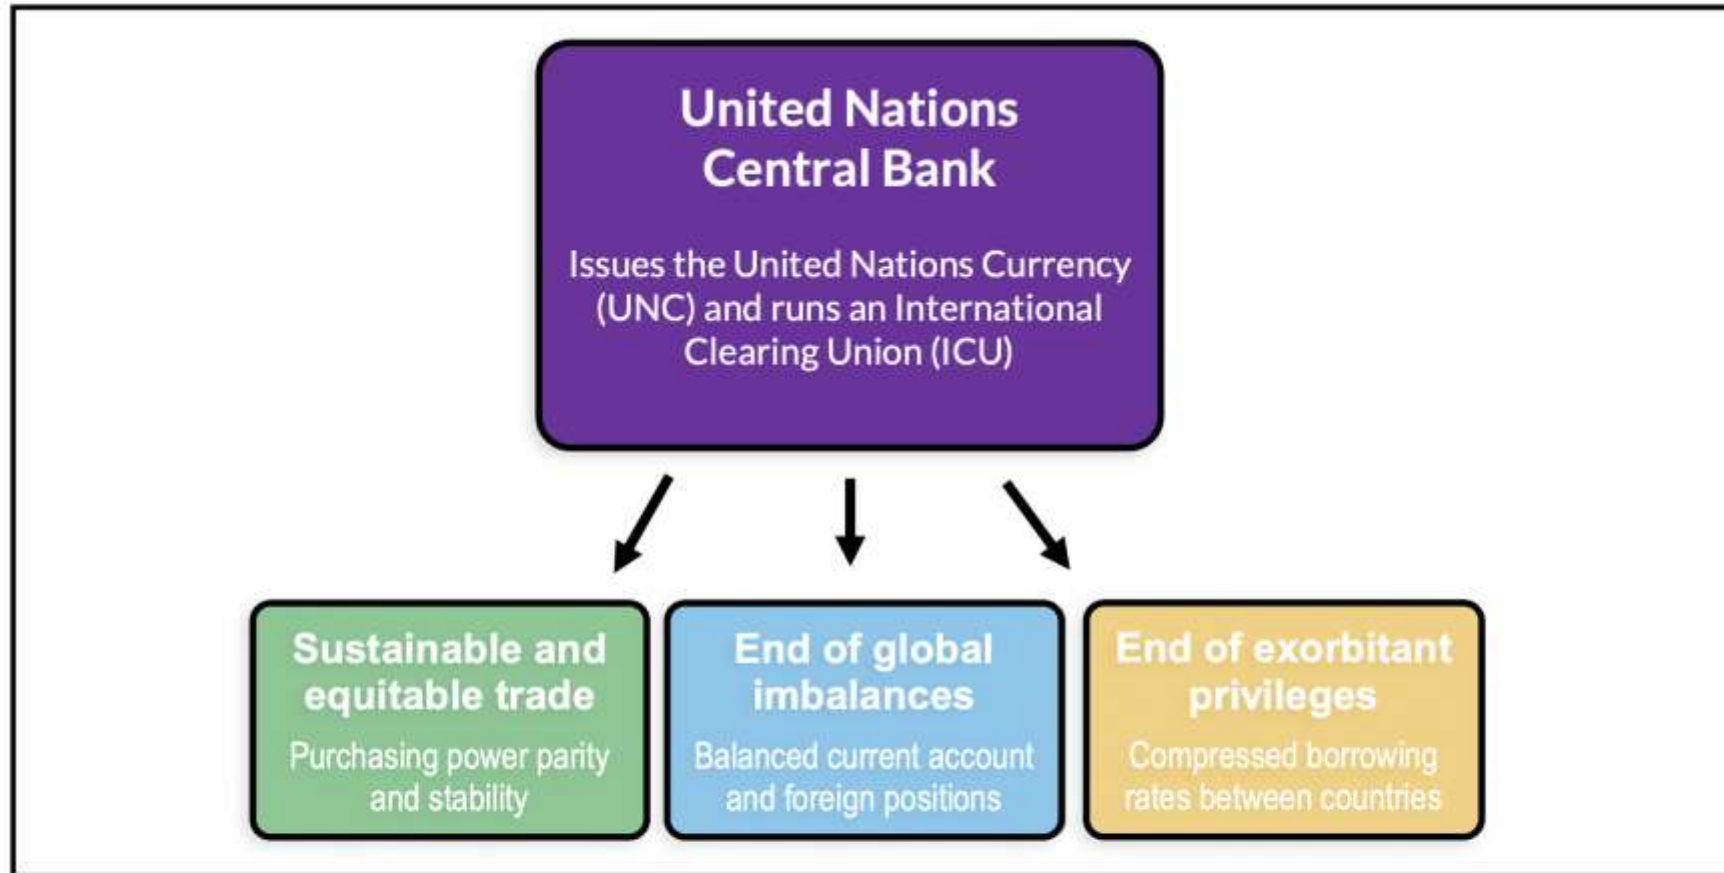 United Nations
Central Bank
Issues the United Nations Currency
(UNC) and runs an International
Clearing Union (ICU)
Sustainable and
equitable trade
Purchasing power parity
and stability
End of global
imbalances
Balanced current account
and foreign positions
End of exorbitant
privileges
Compressed borrowing
rates between countries